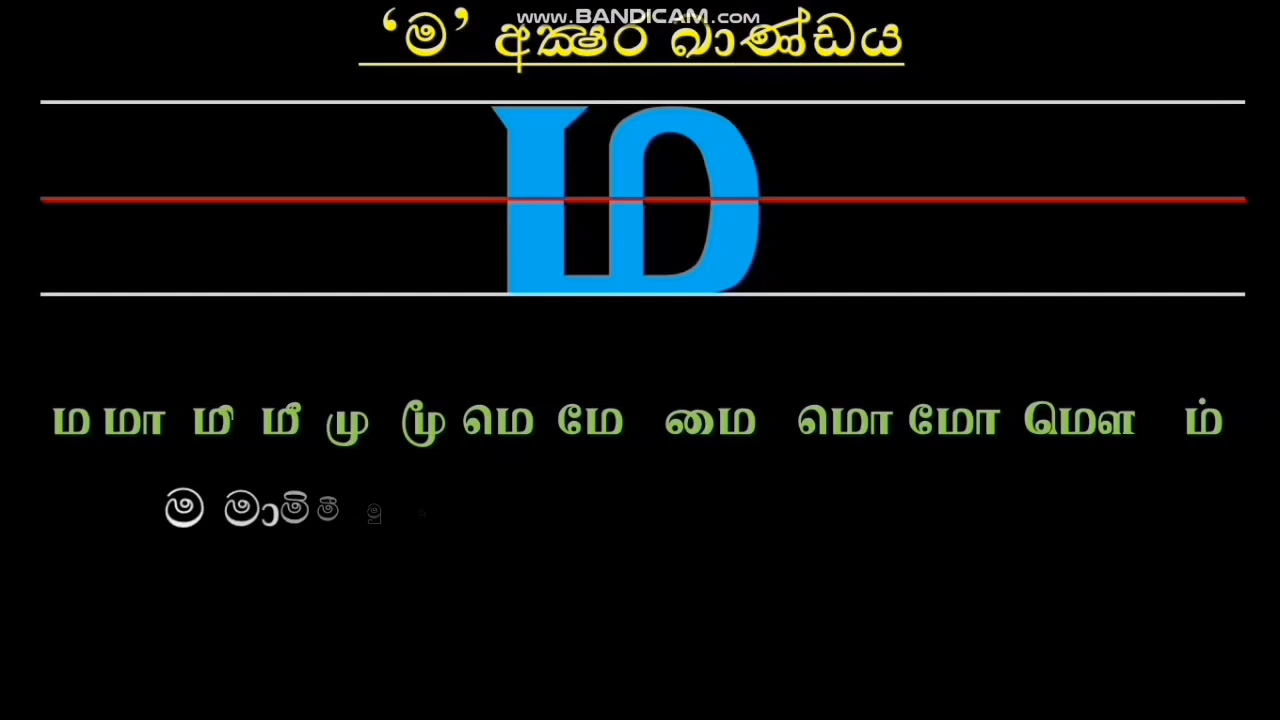 www.BANDICAM.com
‘ම’ අක්‍ෂර ඛාණ්ඩය
ம
ம மா மி மீ மு மூ மெ மே மை மொ மோ மௌ ம்
ම මා මි මී මු